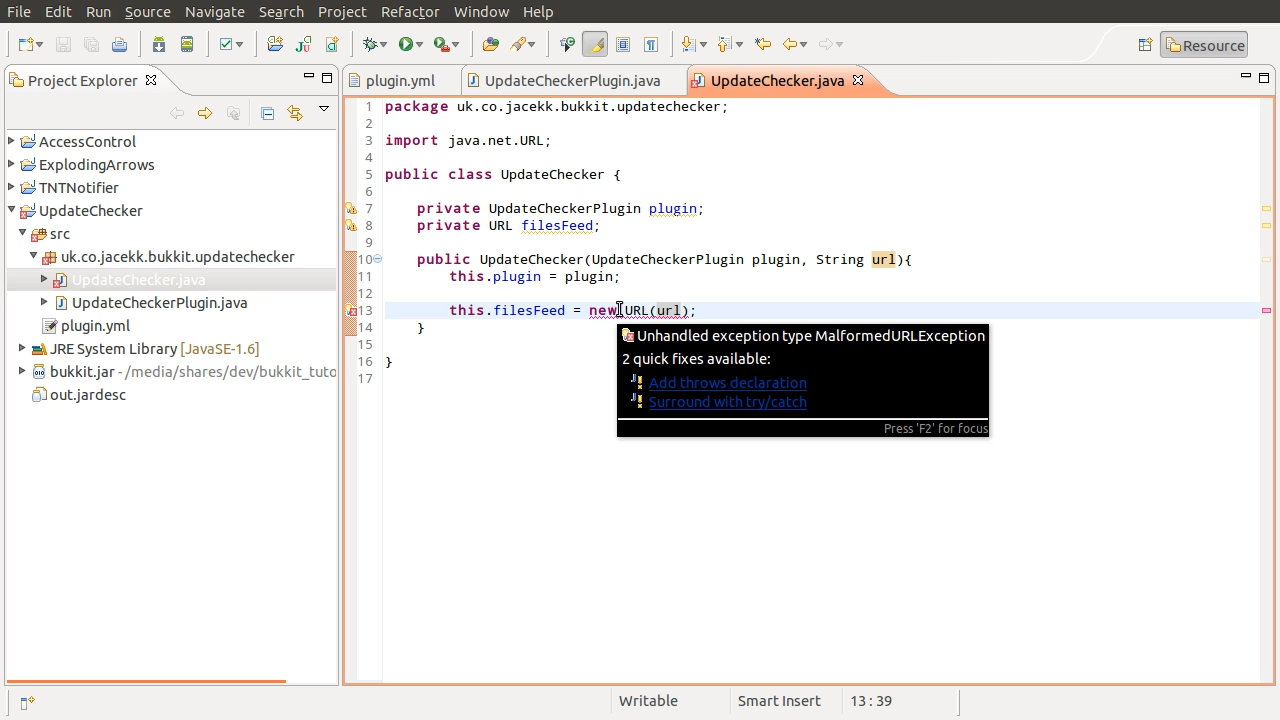 File Edit Run Source Navigate Search Project Refactor Window Help
Resource
Project Explorer
plugin.yml
UpdateCheckerPlugin.java
UpdateChecker.java
AccessControl
ExplodingArrows
TNTNotifier
UpdateChecker
src
uk.co.jacekk.bukkit.updatechecker
UpdateChecker.java
UpdateCheckerPlugin.java
plugin.yml
JRE System Library [JavaSE-1.6]
bukkit.jar - /media/shares/dev/bukkit_tuto
out.jardesc
1 package uk.co.jacekk.bukkit.updatechecker;
2
3 import java.net.URL;
4
5 public class UpdateChecker {
6
7 private UpdateCheckerPlugin plugin;
8 private URL filesFeed;
9
10 public UpdateChecker(UpdateCheckerPlugin plugin, String url){
11 this.plugin = plugin;
12
13 this.filesFeed = new URL(url);
14 }
15
16 }
17
Unhandled exception type MalformedURLException
2 quick fixes available:
Add throws declaration
Surround with try/catch
Press 'F2' for focus
Writable
Smart Insert
13 : 39